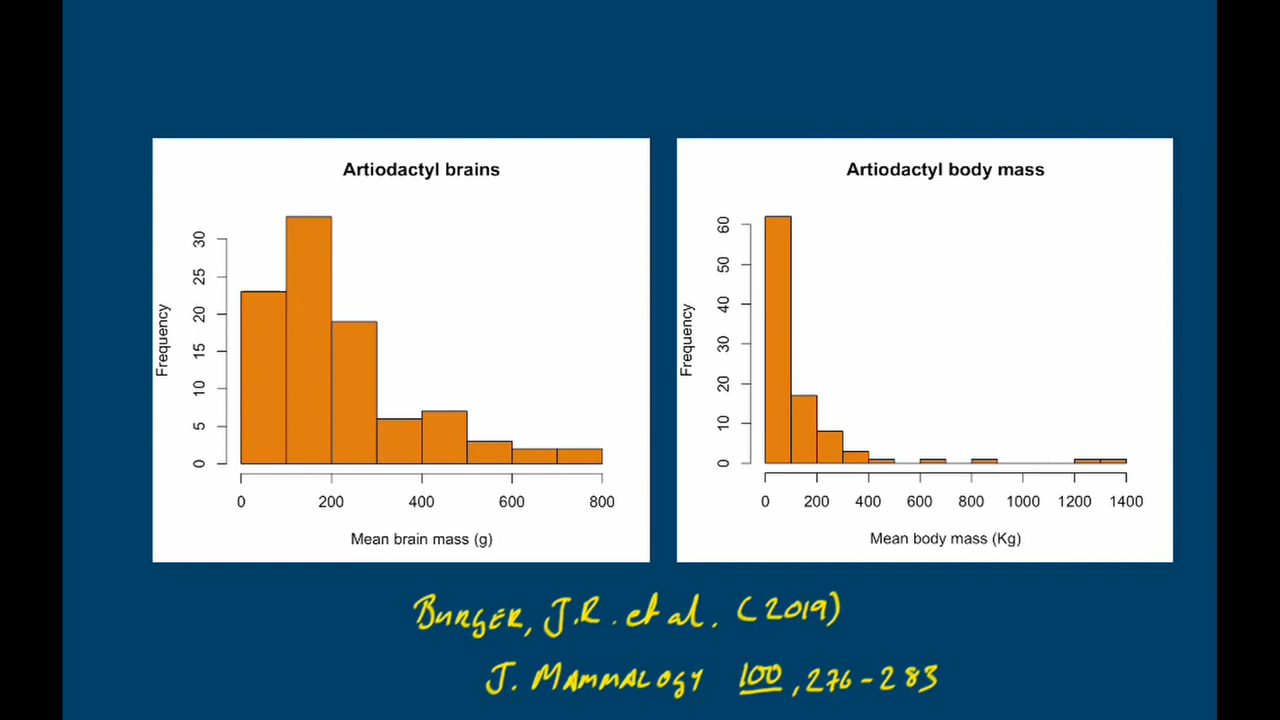 Artiodactyl brains
Frequency
0 5 10 15 20 25 30
0 200 400 600 800
Mean brain mass (g)
Artiodactyl body mass
Frequency
0 10 20 30 40 50 60
0 200 400 600 800 1000 1200 1400
Mean body mass (Kg)
BURGER, J.R. et al. (2019)
J. MAMMALOGY 100, 276-283